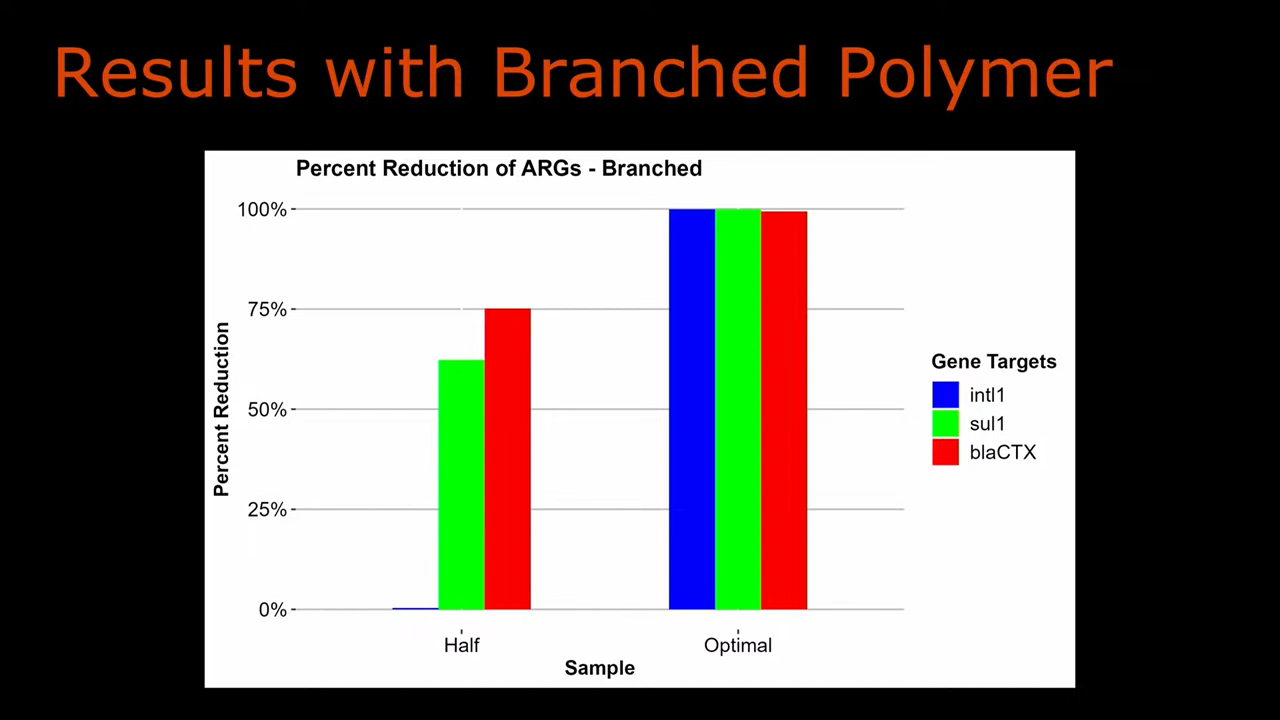 Results with Branched Polymer
Percent Reduction of ARGs - Branched
100%
75%
50%
25%
0%
Percent Reduction
Half
Optimal
Sample
Gene Targets
intl1
sul1
blaCTX